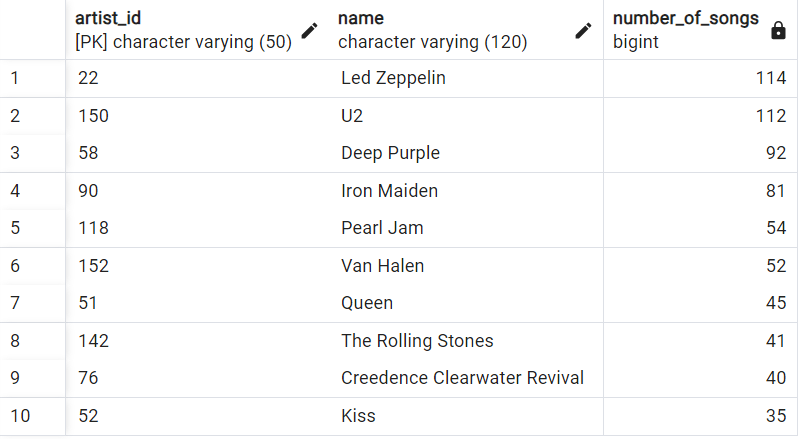 artist_id name number_of_songs
[PK] character varying (50) character varying (120) bigint
1 22 Led Zeppelin 114
2 150 U2 112
3 58 Deep Purple 92
4 90 Iron Maiden 81
5 118 Pearl Jam 54
6 152 Van Halen 52
7 51 Queen 45
8 142 The Rolling Stones 41
9 76 Creedence Clearwater Revival 40
10 52 Kiss 35